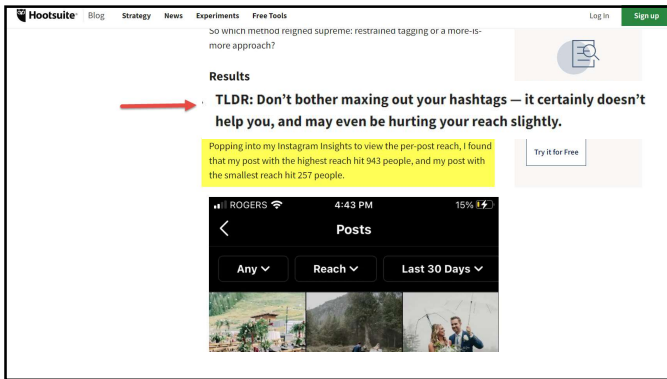 Hootsuite® Blog Strategy News Experiments Free Tools Log In Sign up
So which method reigned supreme: restrained tagging or a more-is-
more approach?
Results
TLDR: Don't bother maxing out your hashtags — it certainly doesn't
help you, and may even be hurting your reach slightly.
Popping into my Instagram Insights to view the per-post reach, I found
that my post with the highest reach hit 943 people, and my post with
the smallest reach hit 257 people.
Try it for Free
ROGERS 4:43 PM 15%
Posts
Any Reach Last 30 Days